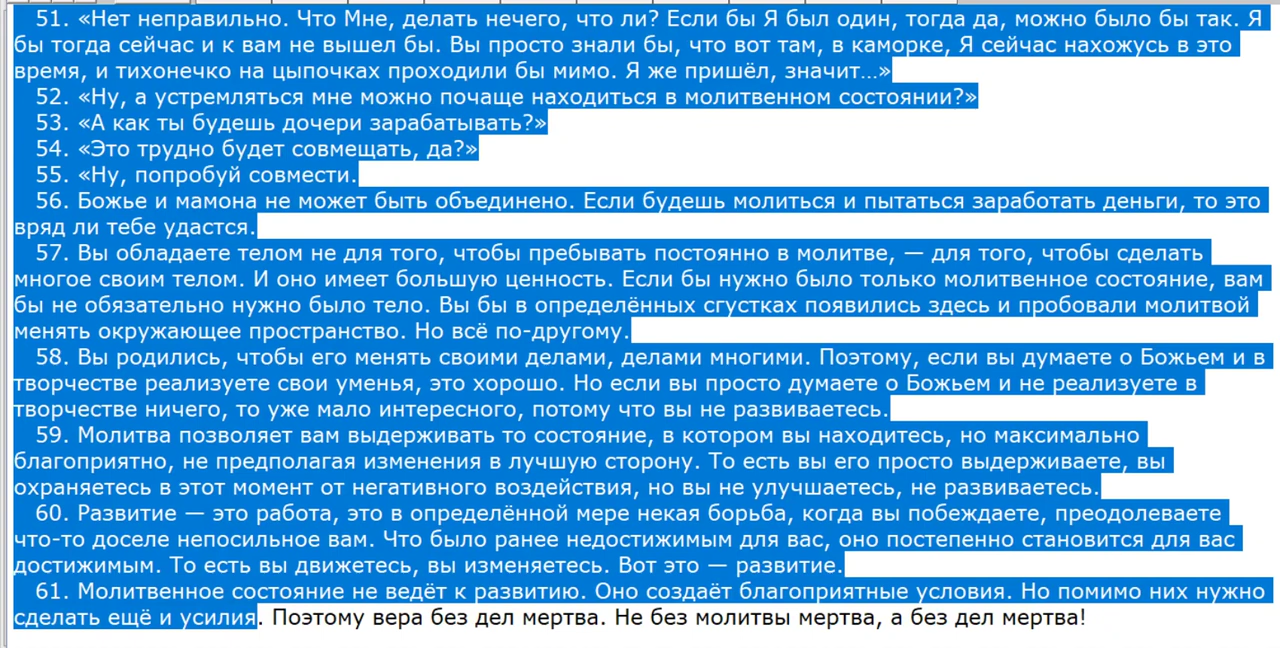 51. «Нет неправильно. Что Мне, делать нечего, что ли? Если бы Я был один, тогда да, можно было бы так. Я
бы тогда сейчас и к вам не вышел бы. Вы просто знали бы, что вот там, в каморке, Я сейчас нахожусь в это
время, и тихонечко на цыпочках проходили бы мимо. Я же пришёл, значит…»
52. «Ну, а устремляться мне можно почаще находиться в молитвенном состоянии?»
53. «А как ты будешь дочери зарабатывать?»
54. «Это трудно будет совмещать, да?»
55. «Ну, попробуй совмести.
56. Божье и мамона не может быть объединено. Если будешь молиться и пытаться заработать деньги, то это
вряд ли тебе удастся.
57. Вы обладаете телом не для того, чтобы пребывать постоянно в молитве, — для того, чтобы сделать
многое своим телом. И оно имеет большую ценность. Если бы нужно было только молитвенное состояние, вам
бы не обязательно нужно было тело. Вы бы в определённых сгустках появились здесь и пробовали молитвой
менять окружающее пространство. Но всё по-другому.
58. Вы родились, чтобы его менять своими делами, делами многими. Поэтому, если вы думаете о Божьем и в
творчестве реализуете свои уменья, это хорошо. Но если вы просто думаете о Божьем и не реализуете в
творчестве ничего, то уже мало интересного, потому что вы не развиваетесь.
59. Молитва позволяет вам выдерживать то состояние, в котором вы находитесь, но максимально
благоприятно, не предполагая изменения в лучшую сторону. То есть вы его просто выдерживаете, вы
охраняетесь в этот момент от негативного воздействия, но вы не улучшаетесь, не развиваетесь.
60. Развитие — это работа, это в определённой мере некая борьба, когда вы побеждаете, преодолеваете
что-то доселе непосильное вам. Что было ранее недостижимым для вас, оно постепенно становится для вас
достижимым. То есть вы движетесь, вы изменяетесь. Вот это — развитие.
61. Молитвенное состояние не ведёт к развитию. Оно создаёт благоприятные условия. Но помимо них нужно
сделать ещё и усилия. Поэтому вера без дел мертва. Не без молитвы мертва, а без дел мертва!